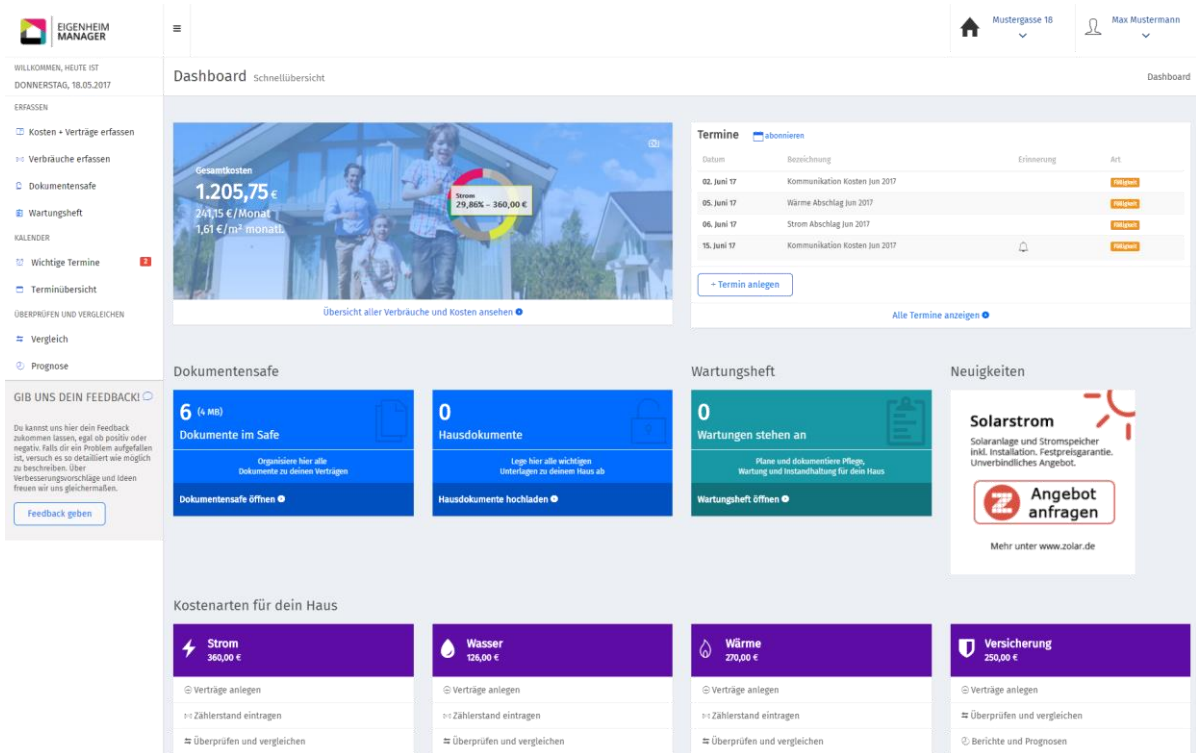 EIGENHEIM
MANAGER
Mustergasse 18
Max Mustermann
WILLKOMMEN, HEUTE IST
DONNERSTAG, 18.05.2017
Dashboard Schnellübersicht
Dashboard
ERFASSEN
Kosten + Verträge erfassen
Verbräuche erfassen
Dokumentensafe
Wartungsheft
KALENDER
Wichtige Termine 2
Terminübersicht
ÜBERPRÜFEN UND VERGLEICHEN
Vergleich
Prognose
GIB UNS DEIN FEEDBACK!
Du kannst uns hier dein Feedback
zukommen lassen, egal ob positiv oder
negativ. Falls dir ein Problem aufgefallen
ist, versuch es so detailliert wie möglich
zu beschreiben. Über
Verbesserungsvorschläge und Ideen
freuen wir uns gleichermaßen.
Feedback geben
Gesamtkosten
1.205,75 €
241,15 €/Monat
1,61 €/m² monatl.
Strom
29,86% – 360,00 €
Übersicht aller Verbräuche und Kosten ansehen
Termine abonnieren
Datum Bezeichnung Erinnerung Art
02. Juni 17 Kommunikation Kosten Jun 2017 Fälligkeit
05. Juni 17 Wärme Abschlag Jun 2017 Fälligkeit
06. Juni 17 Strom Abschlag Jun 2017 Fälligkeit
15. Juni 17 Kommunikation Kosten Jun 2017 Fälligkeit
+ Termin anlegen
Alle Termine anzeigen
Dokumentensafe
6 (4 MB)
Dokumente im Safe
Organisiere hier alle
Dokumente zu deinen Verträgen
Dokumentensafe öffnen
0
Hausdokumente
Lege hier alle wichtigen
Unterlagen zu deinem Haus ab
Hausdokumente hochladen
Wartungsheft
0
Wartungen stehen an
Plane und dokumentiere Pflege,
Wartung und Instandhaltung für dein Haus
Wartungsheft öffnen
Neuigkeiten
Solarstrom
Solaranlage und Stromspeicher
inkl. Installation. Festpreisgarantie.
Unverbindliches Angebot.
Angebot
anfragen
Mehr unter www.zolar.de
Kostenarten für dein Haus
Strom
360,00 €
Verträge anlegen
Zählerstand eintragen
Überprüfen und vergleichen
Wasser
126,00 €
Verträge anlegen
Zählerstand eintragen
Überprüfen und vergleichen
Wärme
270,00 €
Verträge anlegen
Zählerstand eintragen
Überprüfen und vergleichen
Versicherung
250,00 €
Verträge anlegen
Überprüfen und vergleichen
Berichte und Prognosen